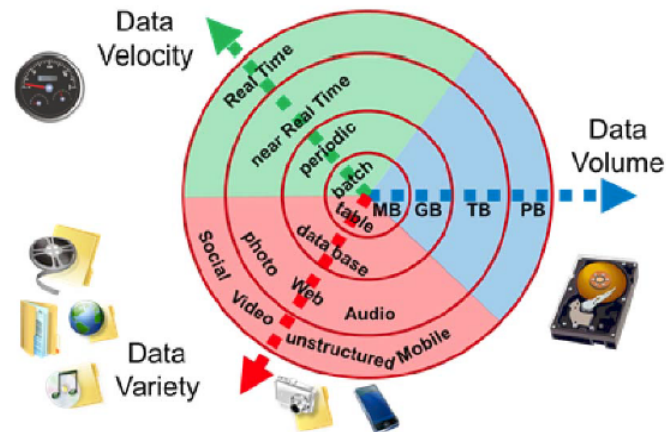 Data
Velocity
Real Time
near Real Time
periodic
batch
Data
Volume
MB GB TB PB
table
data base
photo Web Audio
Social Video unstructured Mobile
Data
Variety